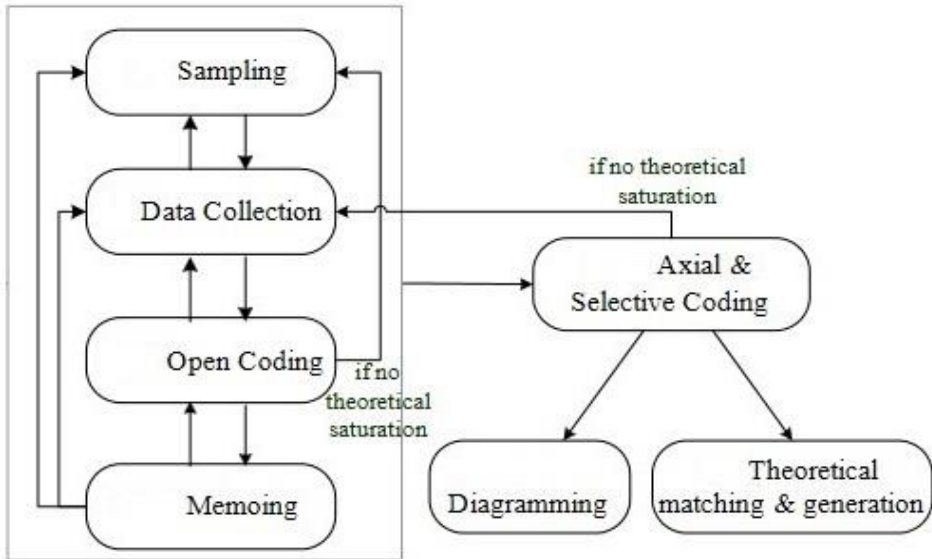 Sampling
Data Collection
Open Coding
if no
theoretical
saturation
Memoing
if no theoretical
saturation
Axial &
Selective Coding
Diagramming
Theoretical
matching & generation